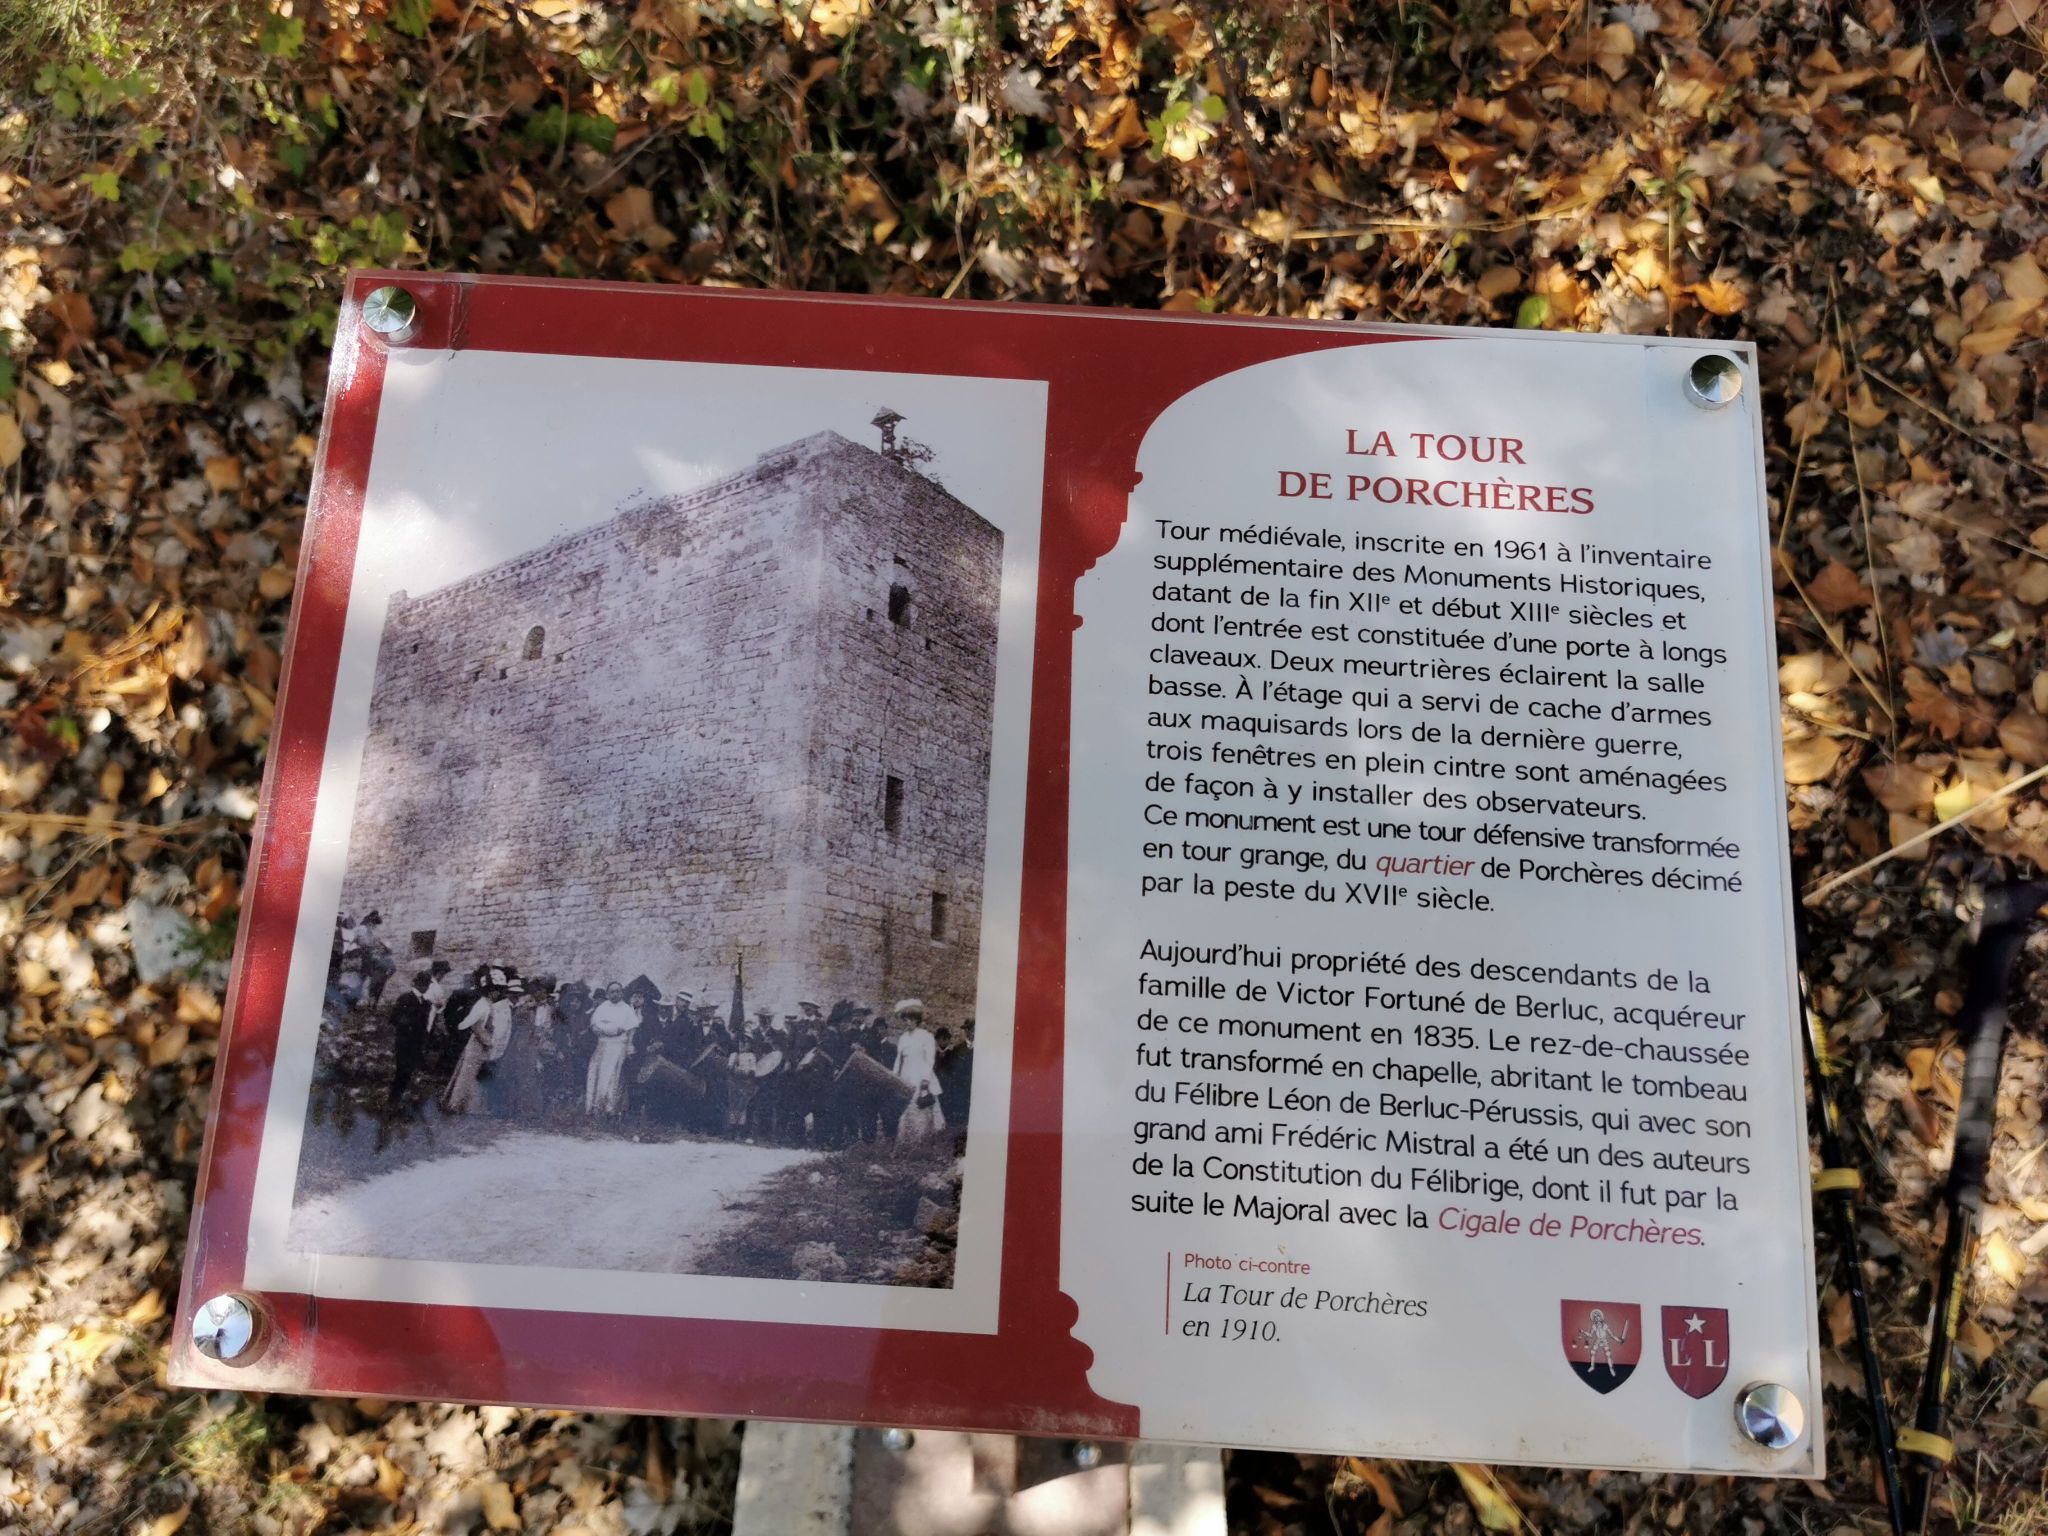 LA TOUR
DE PORCHÈRES
Tour médiévale, inscrite en 1961 à l'inventaire
supplémentaire des Monuments Historiques,
datant de la fin XIIe et début XIIIe siècles et
dont l'entrée est constituée d'une porte à longs
claveaux. Deux meurtrières éclairent la salle
basse. À l'étage qui a servi de cache d'armes
aux maquisards lors de la dernière guerre,
trois fenêtres en plein cintre sont aménagées
de façon à y installer des observateurs.
Ce monument est une tour défensive transformée
en tour grange, du quartier de Porchères décimé
par la peste du XVIIe siècle.
Aujourd'hui propriété des descendants de la
famille de Victor Fortuné de Berluc, acquéreur
de ce monument en 1835. Le rez-de-chaussée
fut transformé en chapelle, abritant le tombeau
du Félibre Léon de Berluc-Pérussis, qui avec son
grand ami Frédéric Mistral a été un des auteurs
de la Constitution du Félibrige, dont il fut par la
suite le Majoral avec la Cigale de Porchères.
Photo ci-contre
La Tour de Porchères
en 1910.
L L